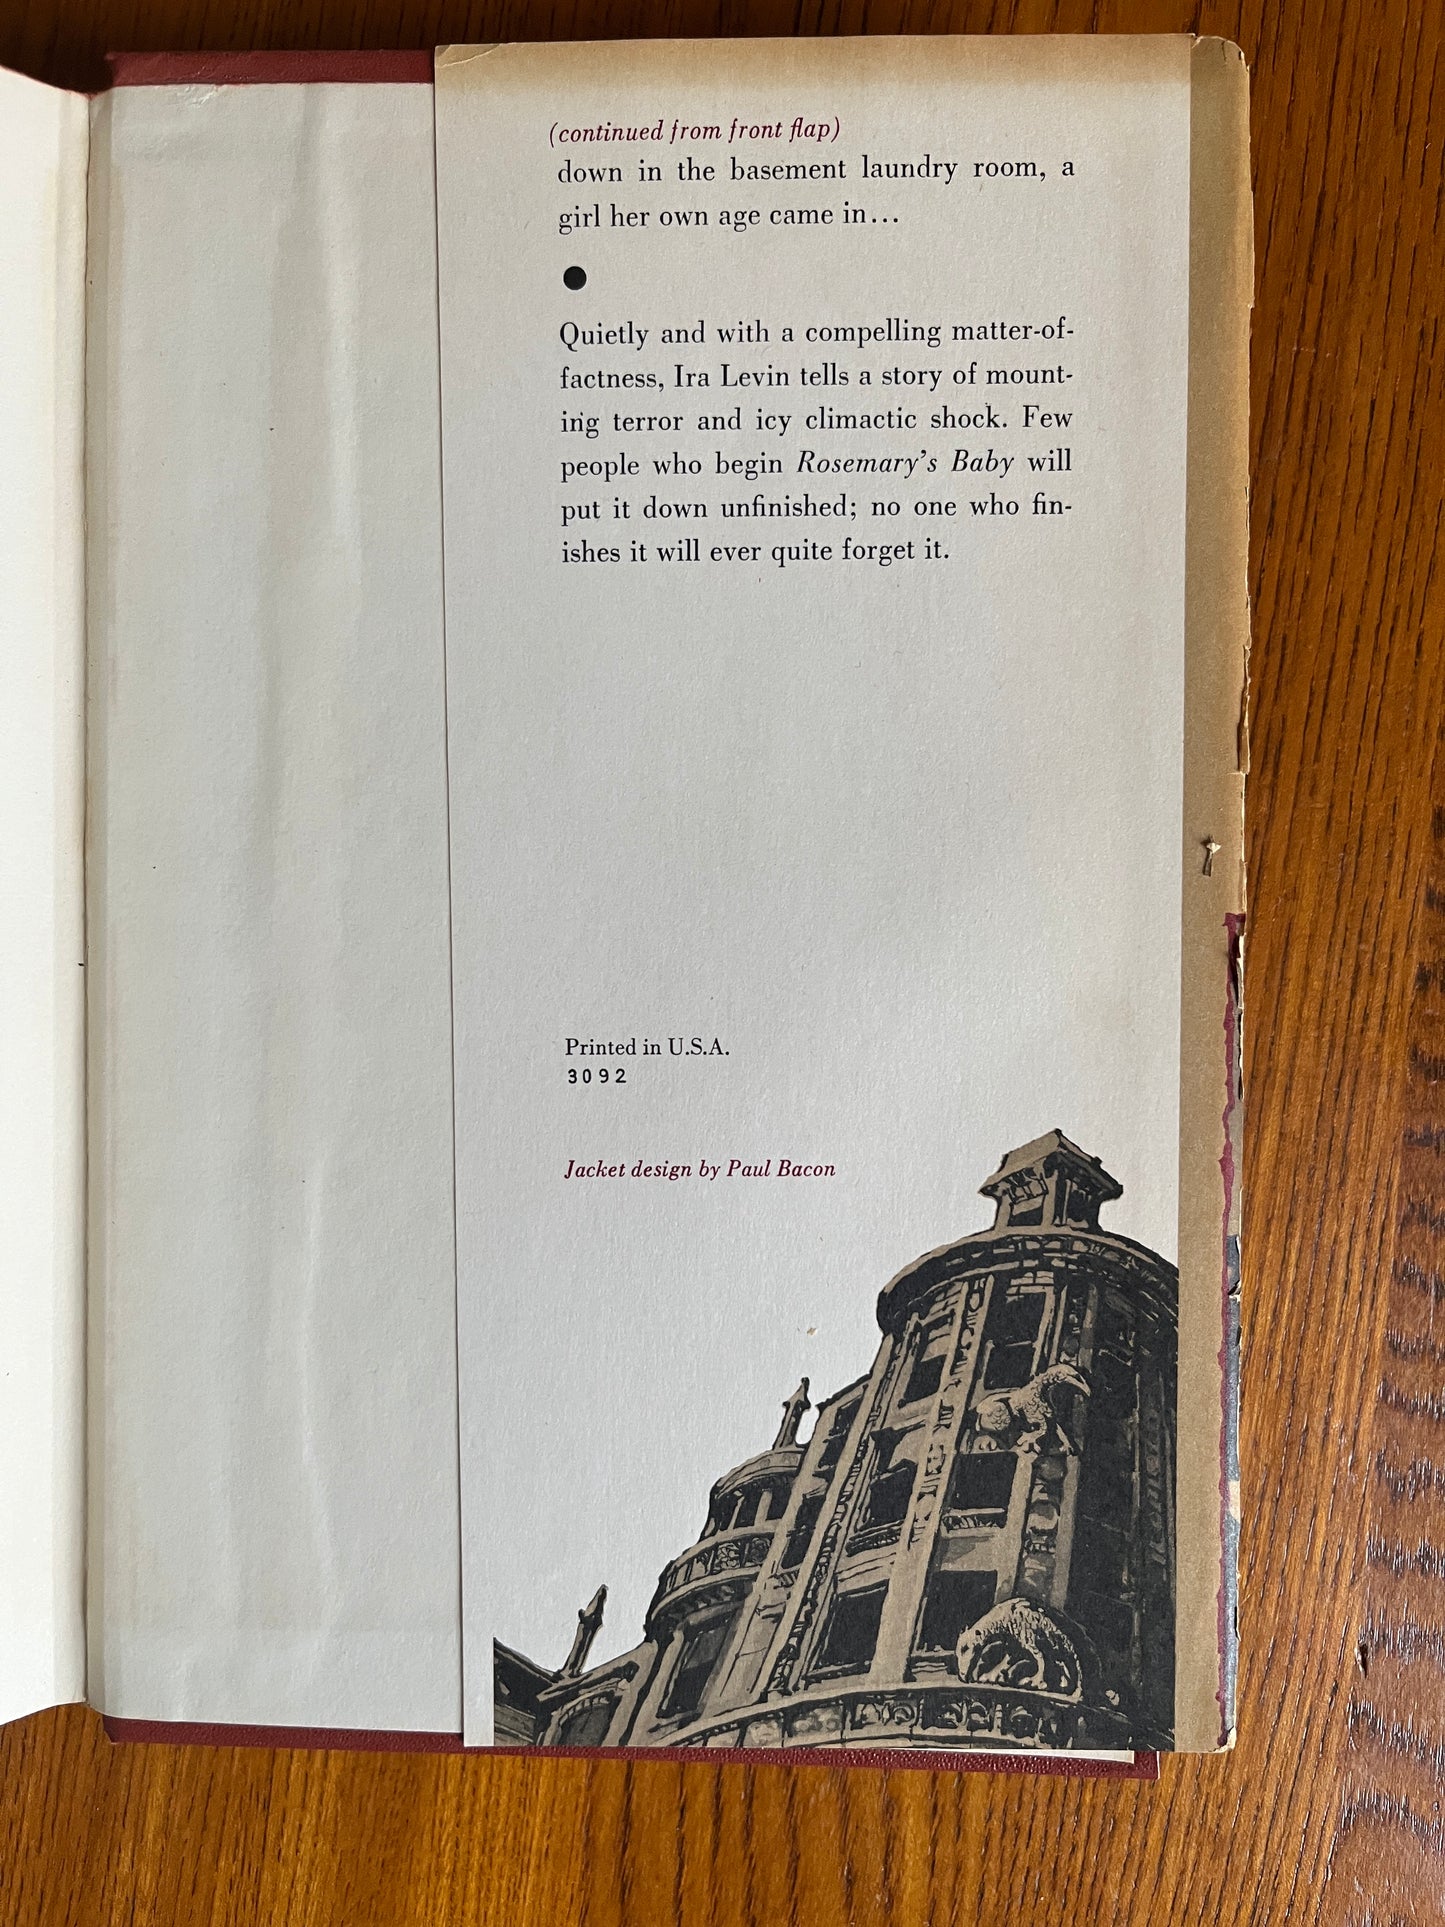 (continued from front flap)
down in the basement laundry room, a
girl her own age came in...
Quietly and with a compelling matter-of-
factness, Ira Levin tells a story of mount-
ing terror and icy climactic shock. Few
people who begin Rosemary's Baby will
put it down unfinished; no one who fin-
ishes it will ever quite forget it.
Printed in U.S.A.
3092
Jacket design by Paul Bacon